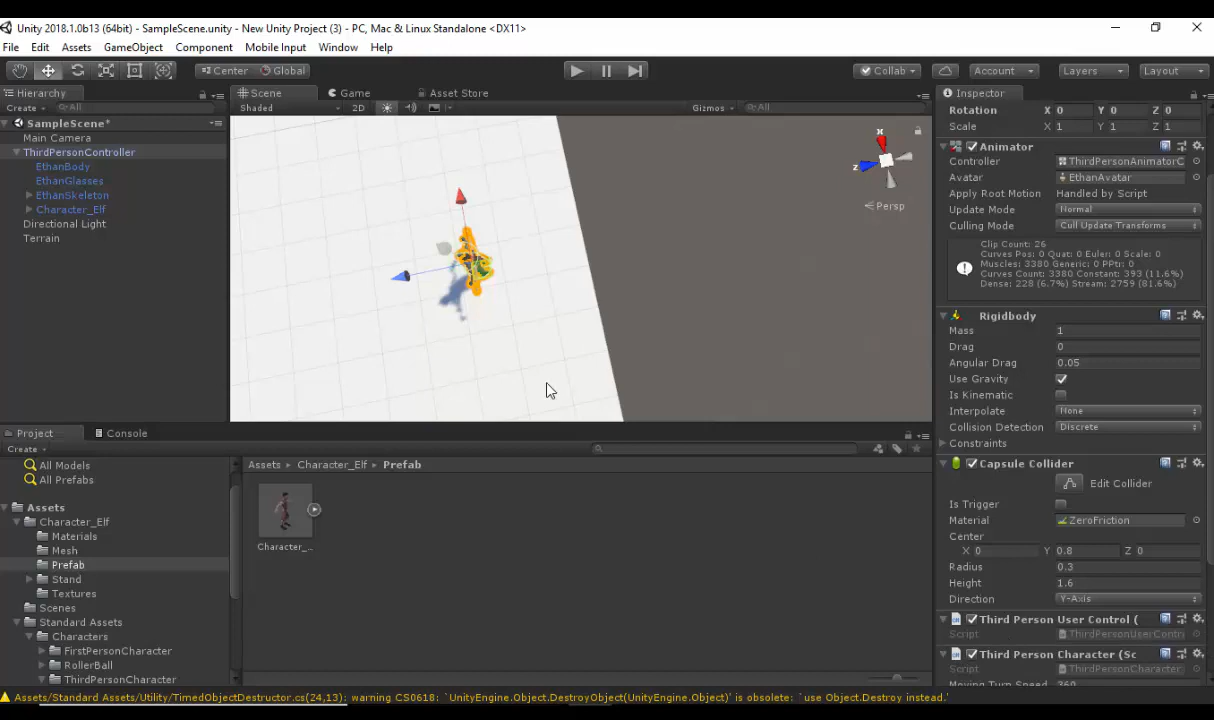 Unity 2018.1.0b13 (64bit) - SampleScene.unity - New Unity Project (3) - PC, Mac & Linux Standalone <DX11>
File Edit Assets GameObject Component Mobile Input Window Help
Center Global Collab Account Layers Layout
Hierarchy Scene Game Asset Store Inspector
Create All Shaded 2D Gizmos All
Rotation X 0 Y 0 Z 0
Scale X 1 Y 1 Z 1
SampleScene*
Main Camera
ThirdPersonController
EthanBody
EthanGlasses
EthanSkeleton
Character_Elf
Directional Light
Terrain
x
z
Persp
Animator
Controller ThirdPersonAnimatorC
Avatar EthanAvatar
Apply Root Motion Handled by Script
Update Mode Normal
Culling Mode Cull Update Transforms
Clip Count: 26
Curves Pos: 0 Quat: 0 Euler: 0 Scale: 0
Muscles: 3380 Generic: 0 PPtr: 0
Curves Count: 3380 Constant: 393 (11.6%)
Dense: 228 (6.7%) Stream: 2759 (81.6%)
Rigidbody
Mass 1
Drag 0
Angular Drag 0.05
Use Gravity
Is Kinematic
Interpolate None
Collision Detection Discrete
Constraints
Capsule Collider
Edit Collider
Is Trigger
Material ZeroFriction
Center
X 0 Y 0.8 Z 0
Radius 0.3
Height 1.6
Direction Y-Axis
Third Person User Control (
Script ThirdPersonUserContr
Third Person Character (Sc
Script ThirdPersonCharacter
Moving Turn Speed 360
Project Console
Create
All Models
All Prefabs
Assets
Character_Elf
Materials
Mesh
Prefab
Stand
Textures
Scenes
Standard Assets
Characters
FirstPersonCharacter
RollerBall
ThirdPersonCharacter
Assets Character_Elf Prefab
Character_...
Assets/Standard Assets/Utility/TimedObjectDestructor.cs(24,13): warning CS0618: `UnityEngine.Object.DestroyObject(UnityEngine.Object)' is obsolete: `use Object.Destroy instead.'